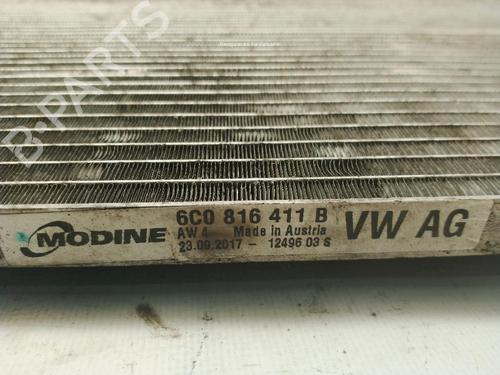 B-PARTS
MODINE
6C0 816 411 B
AW 4 Made in Austria
23.09.2017 - 12496 03 S
VW AG